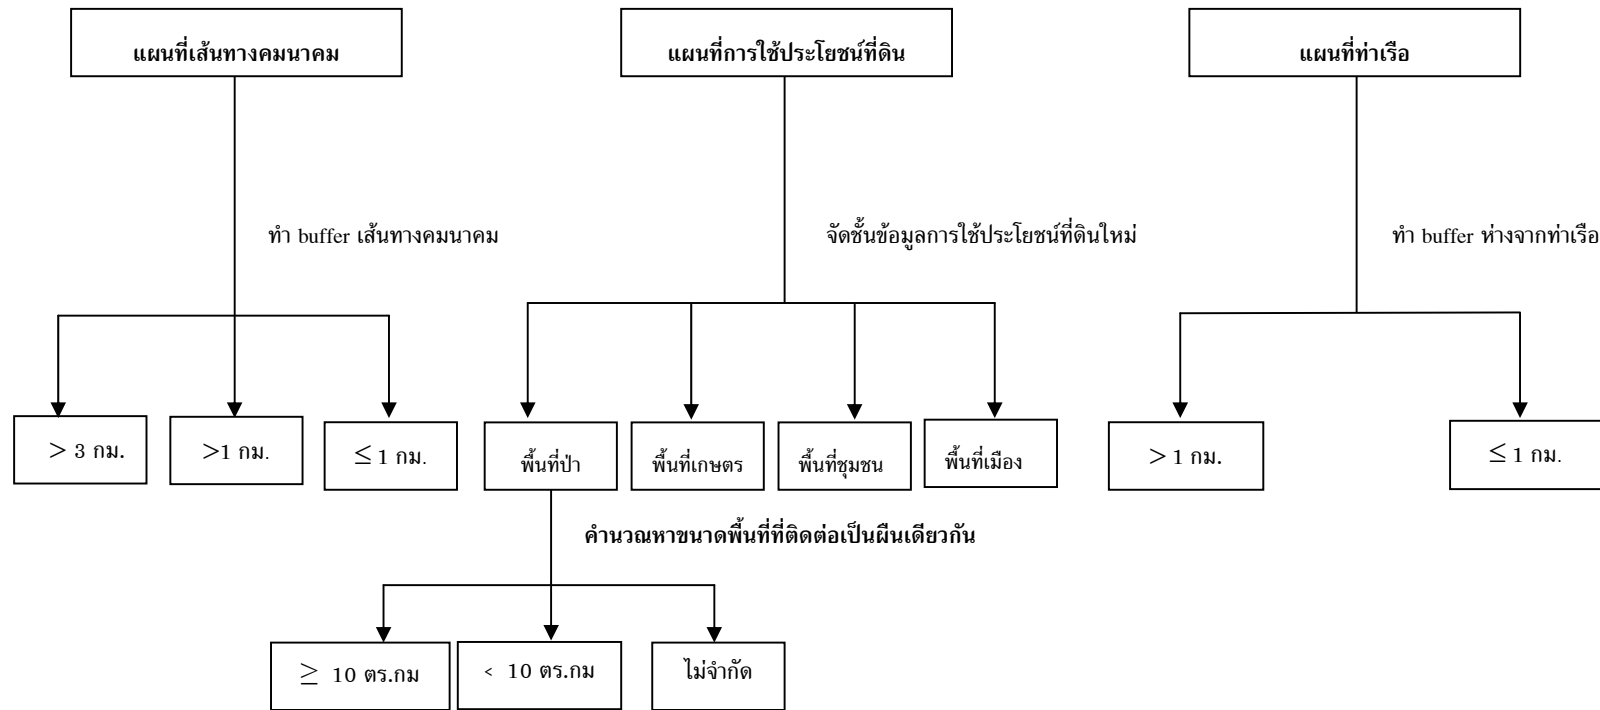 แผนที่เส้นทางคมนาคม
แผนที่การใช้ประโยชน์ที่ดิน
แผนที่ท่าเรือ
ทำ buffer เส้นทางคมนาคม
จัดชั้นข้อมูลการใช้ประโยชน์ที่ดินใหม่
ทำ buffer ห่างจากท่าเรือ
> 3 กม.
>1 กม.
≤ 1 กม.
พื้นที่ป่า
พื้นที่เกษตร
พื้นที่ชุมชน
พื้นที่เมือง
> 1 กม.
≤ 1 กม.
คำนวณหาขนาดพื้นที่ที่ติดต่อเป็นผืนเดียวกัน
≥ 10 ตร.กม
< 10 ตร.กม
ไม่จำกัด